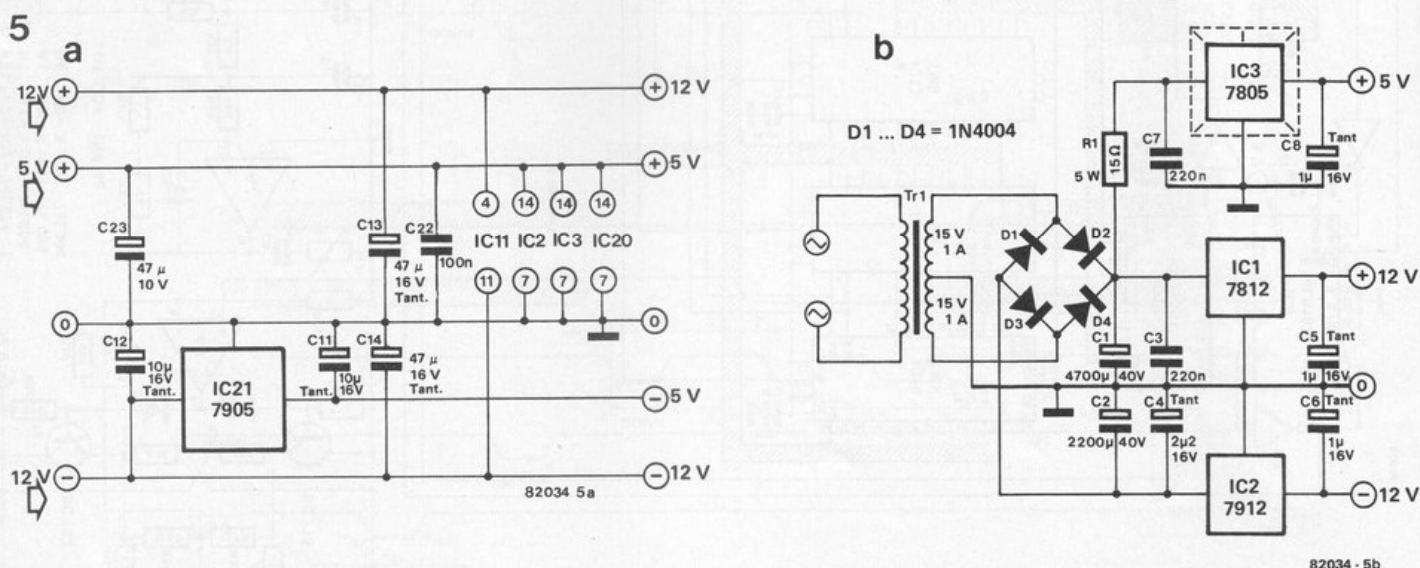 5
a
12 V +
+ 12 V
5 V +
+ 5 V
C23
47 µ
10 V
C13
47 µ
16 V
Tant.
C22
100n
4
14
14
14
IC11
IC2
IC3
IC20
11
7
7
7
0
0
C12
10µ
16V
Tant.
IC21
7905
C11
10µ
16V
Tant.
C14
47 µ
16 V
Tant.
− 5 V
12 V −
− 12 V
82034 5a
b
D1 ... D4 = 1N4004
IC3
7805
+ 5 V
R1
15Ω
5 W
C7
220n
C8
Tant
1µ
16V
Tr1
15 V
1 A
15 V
1 A
D1
D2
D3
D4
IC1
7812
+ 12 V
C1
4700µ 40V
C3
220n
C5
Tant
1µ
16V
0
C2
2200µ 40V
C4
Tant
2µ2
16V
C6
Tant
1µ
16V
IC2
7912
− 12 V
82034 - 5b